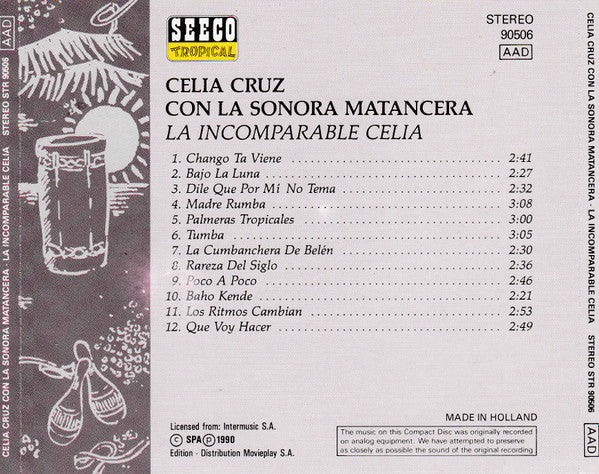 CELIA CRUZ CON LA SONORA MATANCERA · LA INCOMPARABLE CELIA STEREO STR 90506 AAD
SEECO
TROPICAL
STEREO
90506
AAD
CELIA CRUZ
CON LA SONORA MATANCERA
LA INCOMPARABLE CELIA
1. Chango Ta Viene 2:41
2. Bajo La Luna 2:27
3. Dile Que Por Mí No Tema 2:32
4. Madre Rumba 3:08
5. Palmeras Tropicales 3:00
6. Tumba 3:05
7. La Cumbanchera De Belén 2:30
8. Rareza Del Siglo 2:36
9. Poco A Poco 2:46
10. Baho Kende 2:21
11. Los Ritmos Cambian 2:53
12. Que Voy Hacer 2:49
Licensed from: Intermusic S.A.
© SPA ℗ 1990
Edition · Distribution Movieplay S.A.
MADE IN HOLLAND
The music on this Compact Disc was originally recorded
on analog equipment. We have attempted to preserve
as closely as possible the sound of the original recording
CELIA CRUZ CON LA SONORA MATANCERA · LA INCOMPARABLE CELIA STEREO STR 90506 AAD